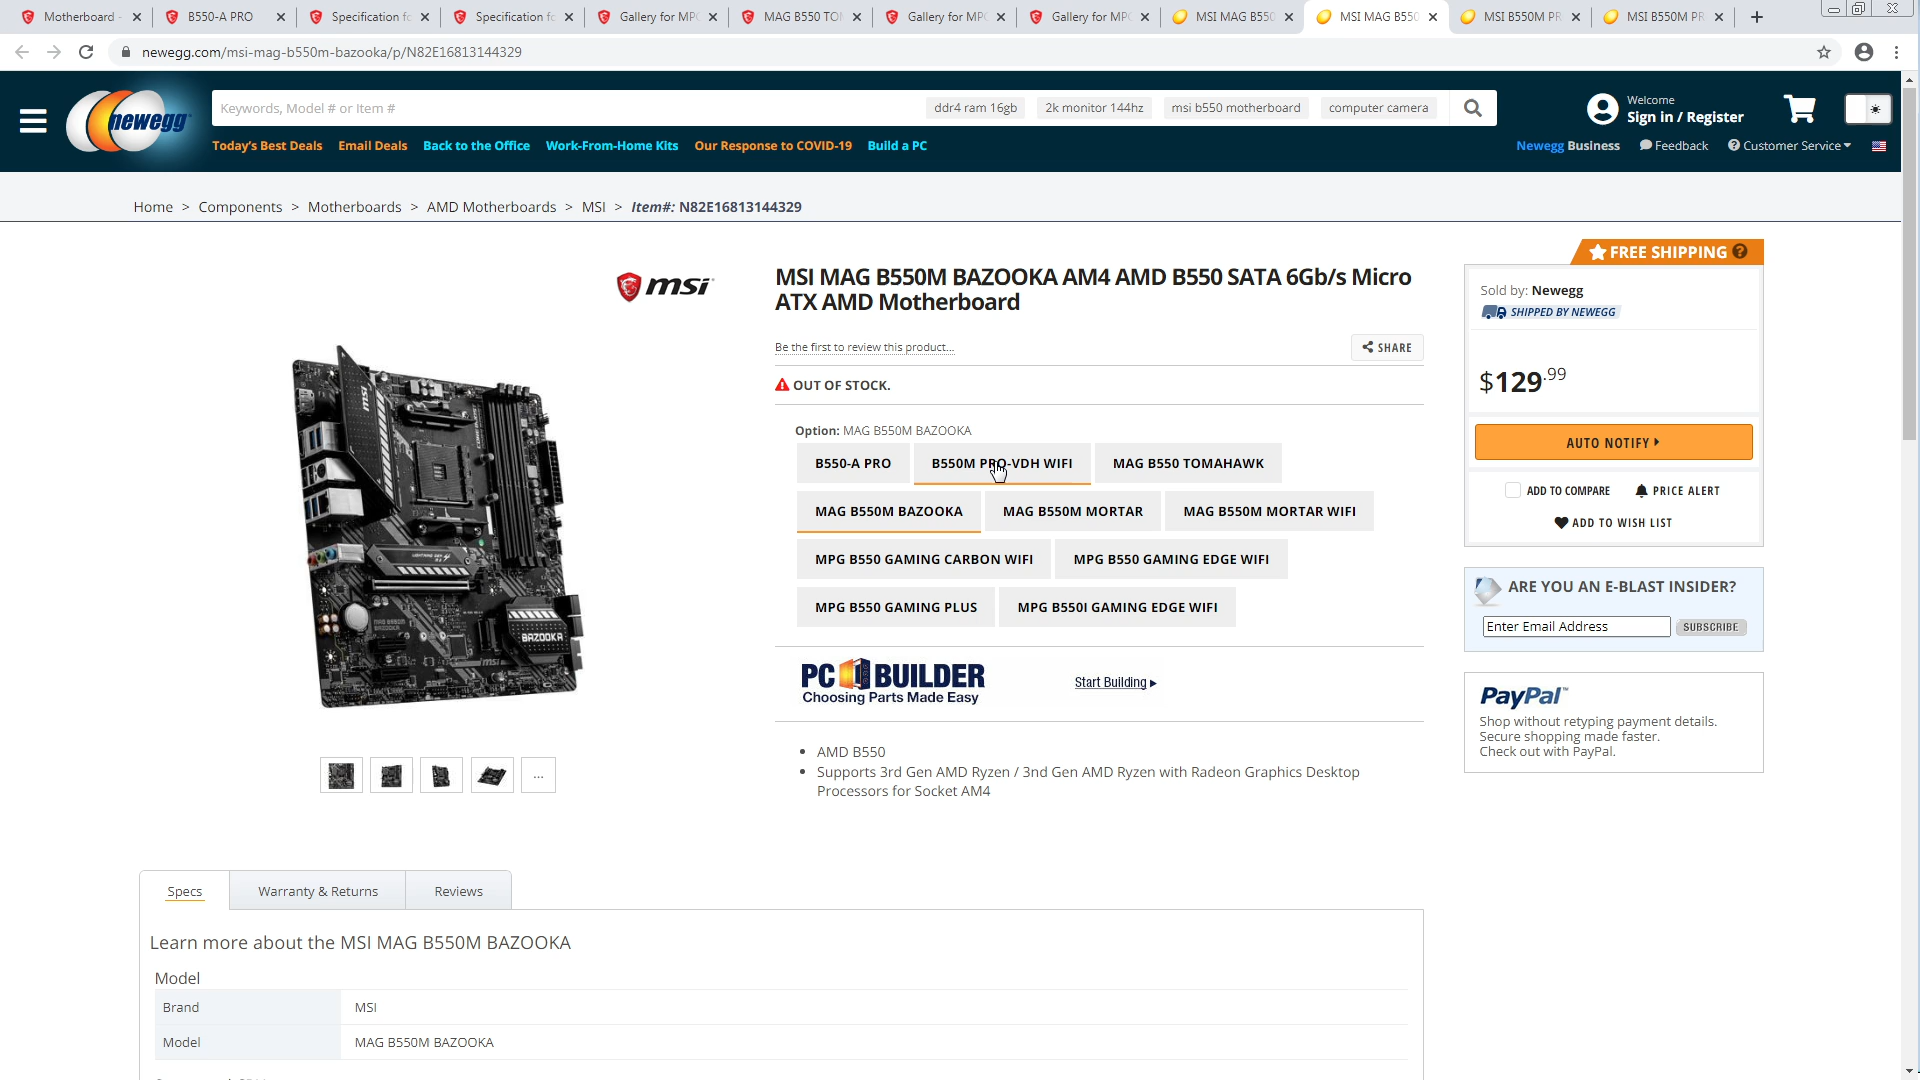 Motherboard -
B550-A PRO
Specification fo
Specification fo
Gallery for MPG
MAG B550 TO
Gallery for MPG
Gallery for MPG
MSI MAG B550
MSI MAG B550
MSI B550M PR
MSI B550M PR
newegg.com/msi-mag-b550m-bazooka/p/N82E16813144329
newegg
Keywords, Model # or Item #
ddr4 ram 16gb
2k monitor 144hz
msi b550 motherboard
computer camera
Welcome
Sign in / Register
Today's Best Deals
Email Deals
Back to the Office
Work-From-Home Kits
Our Response to COVID-19
Build a PC
Newegg Business
Feedback
Customer Service
Home > Components > Motherboards > AMD Motherboards > MSI > Item#: N82E16813144329
msi
MSI MAG B550M BAZOOKA AM4 AMD B550 SATA 6Gb/s Micro
ATX AMD Motherboard
Be the first to review this product...
SHARE
OUT OF STOCK.
Option: MAG B550M BAZOOKA
B550-A PRO
B550M PRO-VDH WIFI
MAG B550 TOMAHAWK
MAG B550M BAZOOKA
MAG B550M MORTAR
MAG B550M MORTAR WIFI
MPG B550 GAMING CARBON WIFI
MPG B550 GAMING EDGE WIFI
MPG B550 GAMING PLUS
MPG B550I GAMING EDGE WIFI
PC BUILDER
Choosing Parts Made Easy
Start Building
AMD B550
Supports 3rd Gen AMD Ryzen / 3nd Gen AMD Ryzen with Radeon Graphics Desktop
Processors for Socket AM4
FREE SHIPPING
Sold by: Newegg
SHIPPED BY NEWEGG
$129.99
AUTO NOTIFY
ADD TO COMPARE
PRICE ALERT
ADD TO WISH LIST
ARE YOU AN E-BLAST INSIDER?
Enter Email Address
SUBSCRIBE
PayPal™
Shop without retyping payment details.
Secure shopping made faster.
Check out with PayPal.
msi
BAZOOKA
...
Specs
Warranty & Returns
Reviews
Learn more about the MSI MAG B550M BAZOOKA
Model
Brand MSI
Model MAG B550M BAZOOKA